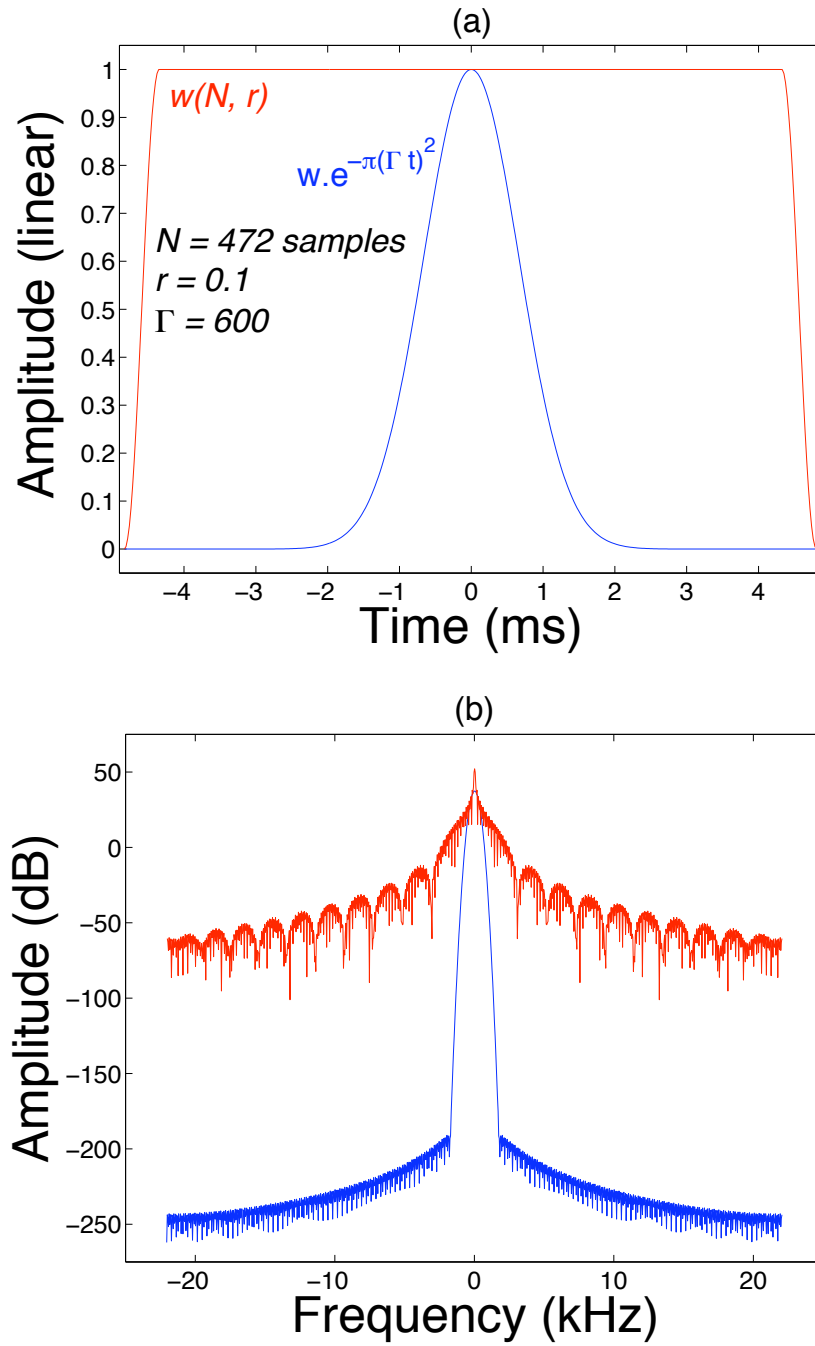 (a)
1
0.9
0.8
0.7
0.6
0.5
0.4
0.3
0.2
0.1
0
Amplitude (linear)
w(N, r)
w.e^{−π(Γ t)^2}
N = 472 samples
r = 0.1
Γ = 600
−4 −3 −2 −1 0 1 2 3 4
Time (ms)
(b)
50
0
−50
−100
−150
−200
−250
Amplitude (dB)
−20 −10 0 10 20
Frequency (kHz)